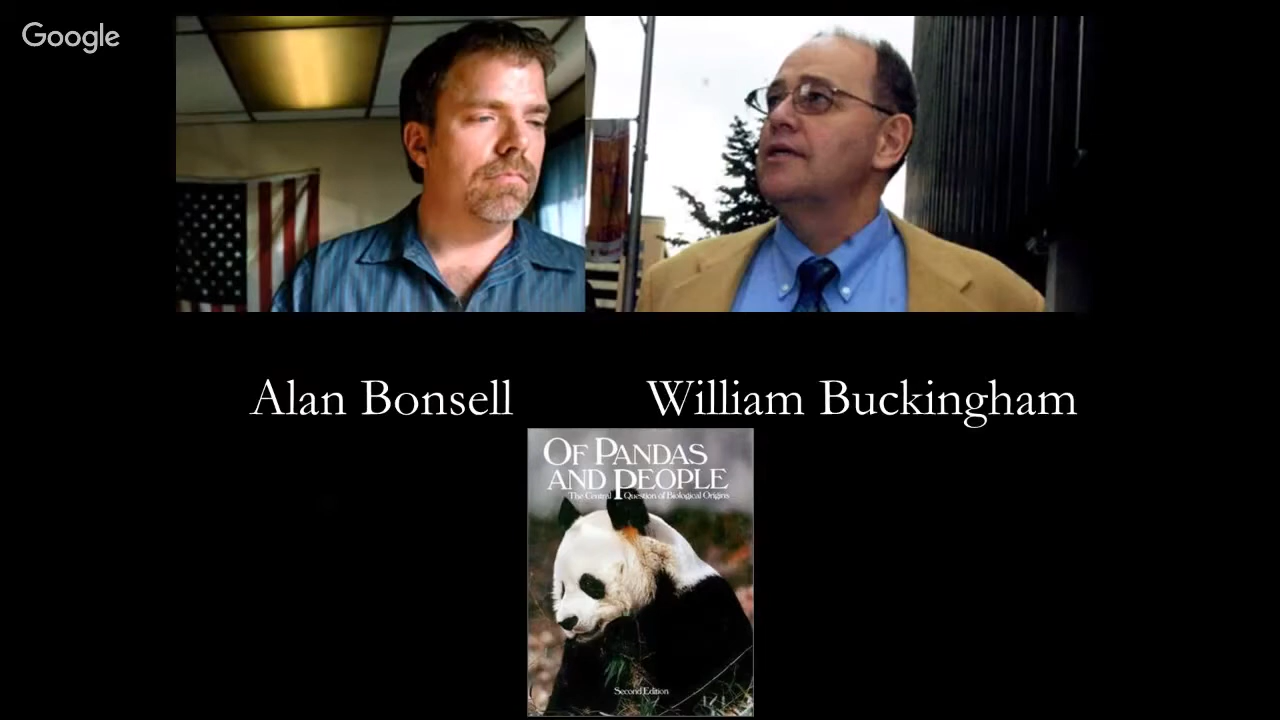 Google
Alan Bonsell
William Buckingham
OF PANDAS
AND PEOPLE
The Central Question of Biological Origins
Second Edition